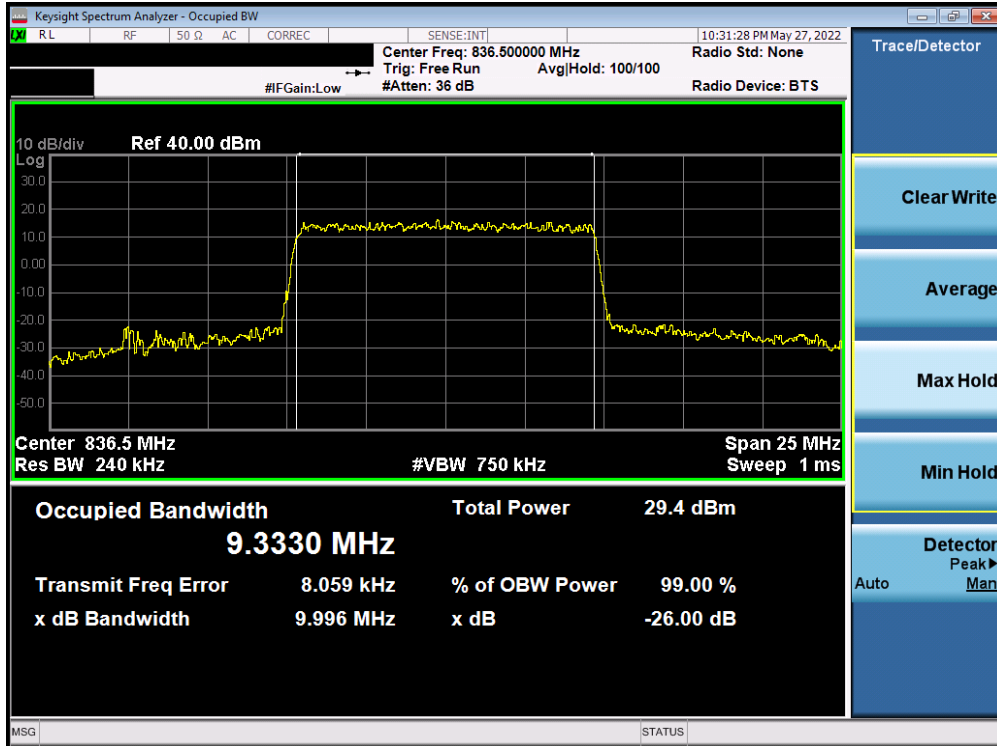 Keysight Spectrum Analyzer - Occupied BW
LXI RL RF 50 Ω AC CORREC SENSE:INT 10:31:28 PM May 27, 2022
Center Freq: 836.500000 MHz Radio Std: None
Trig: Free Run Avg|Hold: 100/100
#IFGain:Low #Atten: 36 dB Radio Device: BTS
10 dB/div Ref 40.00 dBm
Log
30.0
20.0
10.0
0.00
-10.0
-20.0
-30.0
-40.0
-50.0
Center 836.5 MHz Span 25 MHz
Res BW 240 kHz #VBW 750 kHz Sweep 1 ms
Occupied Bandwidth Total Power 29.4 dBm
9.3330 MHz
Transmit Freq Error 8.059 kHz % of OBW Power 99.00 %
x dB Bandwidth 9.996 MHz x dB -26.00 dB
Trace/Detector
Clear Write
Average
Max Hold
Min Hold
Detector
Peak▶
Auto Man
MSG STATUS